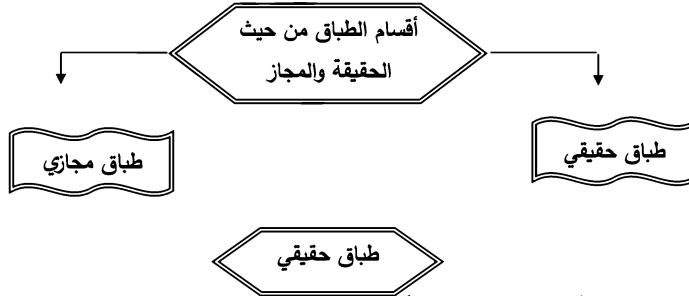 أقسام الطباق من حيث
الحقيقة والمجاز
طباق حقيقي
طباق مجازي
طباق حقيقي